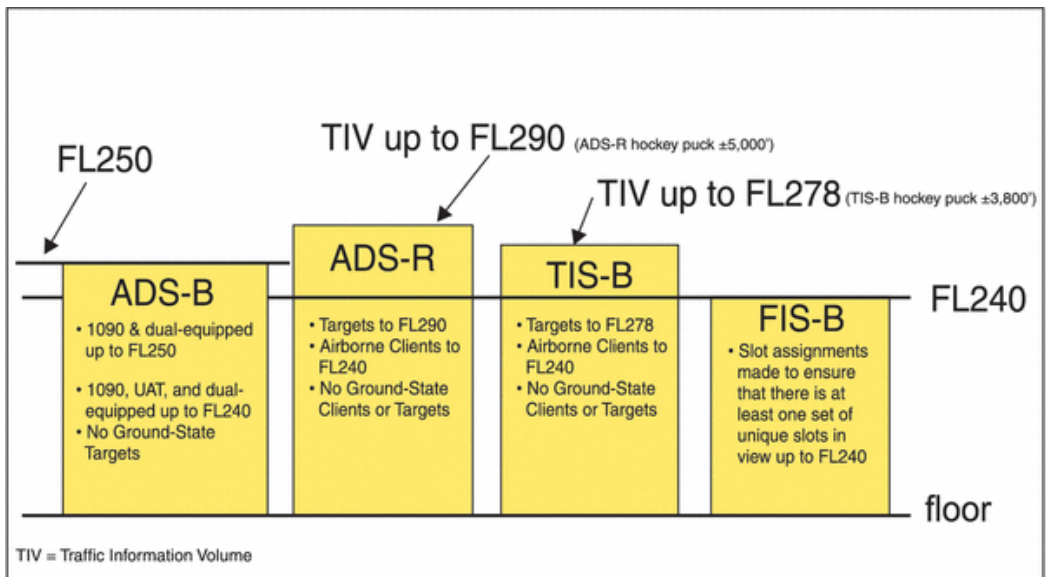 FL250
TIV up to FL290 (ADS-R hockey puck ±5,000')
TIV up to FL278 (TIS-B hockey puck ±3,800')
FL240
ADS-B
• 1090 & dual-equipped
up to FL250
• 1090, UAT, and dual-
equipped up to FL240
• No Ground-State
Targets
ADS-R
• Targets to FL290
• Airborne Clients to
FL240
• No Ground-State
Clients or Targets
TIS-B
• Targets to FL278
• Airborne Clients to
FL240
• No Ground-State
Clients or Targets
FIS-B
• Slot assignments
made to ensure
that there is at
least one set of
unique slots in
view up to FL240
floor
TIV = Traffic Information Volume